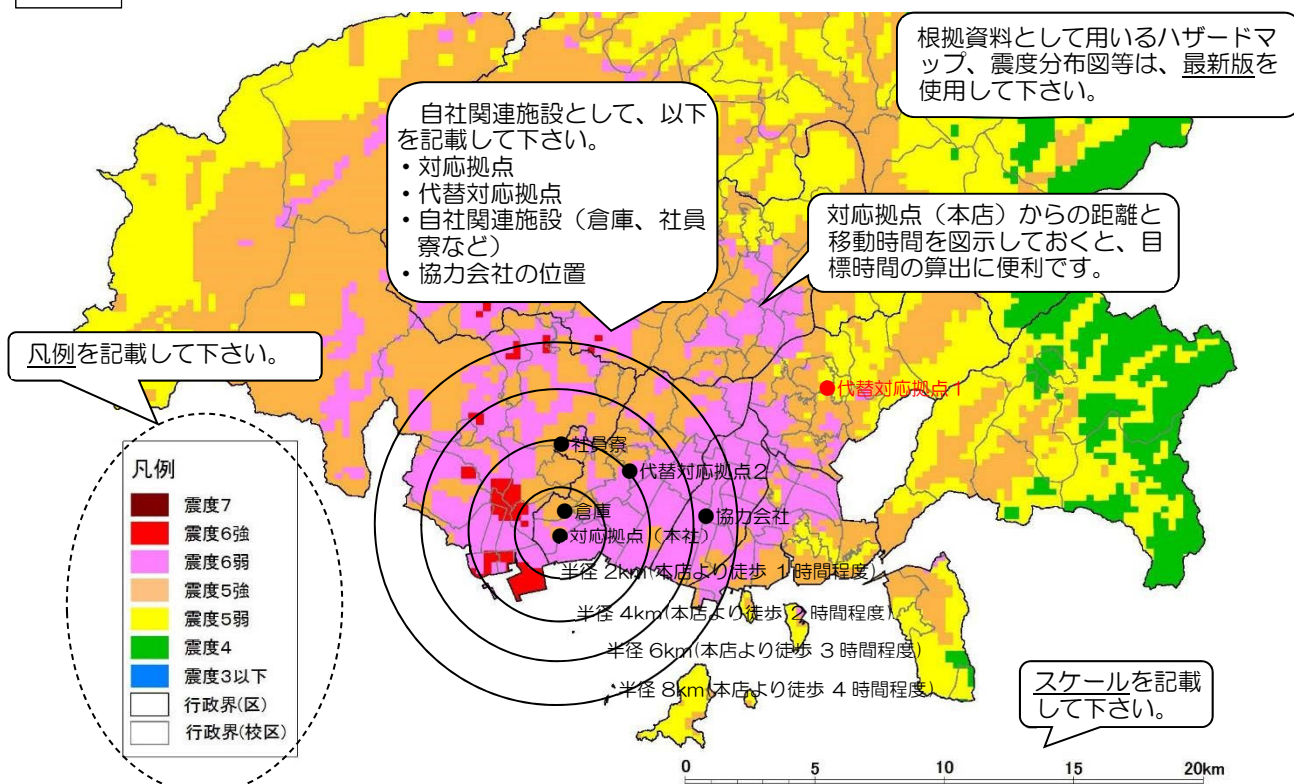 根拠資料として用いるハザードマ
ップ、震度分布図等は、最新版を
使用して下さい。
自社関連施設として、以下
を記載して下さい。
・対応拠点
・代替対応拠点
・自社関連施設（倉庫、社員
寮など）
・協力会社の位置
対応拠点（本店）からの距離と
移動時間を図示しておくと、目
標時間の算出に便利です。
凡例を記載して下さい。
代替対応拠点1
社員寮
代替対応拠点2
倉庫
協力会社
対応拠点（本社）
半径 2km(本店より徒歩 1時間程度)
半径 4km(本店より徒歩 2時間程度)
半径 6km(本店より徒歩 3時間程度)
半径 8km(本店より徒歩 4時間程度)
凡例
震度7
震度6強
震度6弱
震度5強
震度5弱
震度4
震度3以下
行政界(区)
行政界(校区)
スケールを記載
して下さい。
0 5 10 15 20km